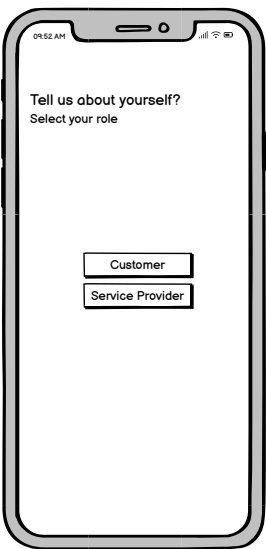 09:52 AM
Tell us about yourself?
Select your role
Customer
Service Provider